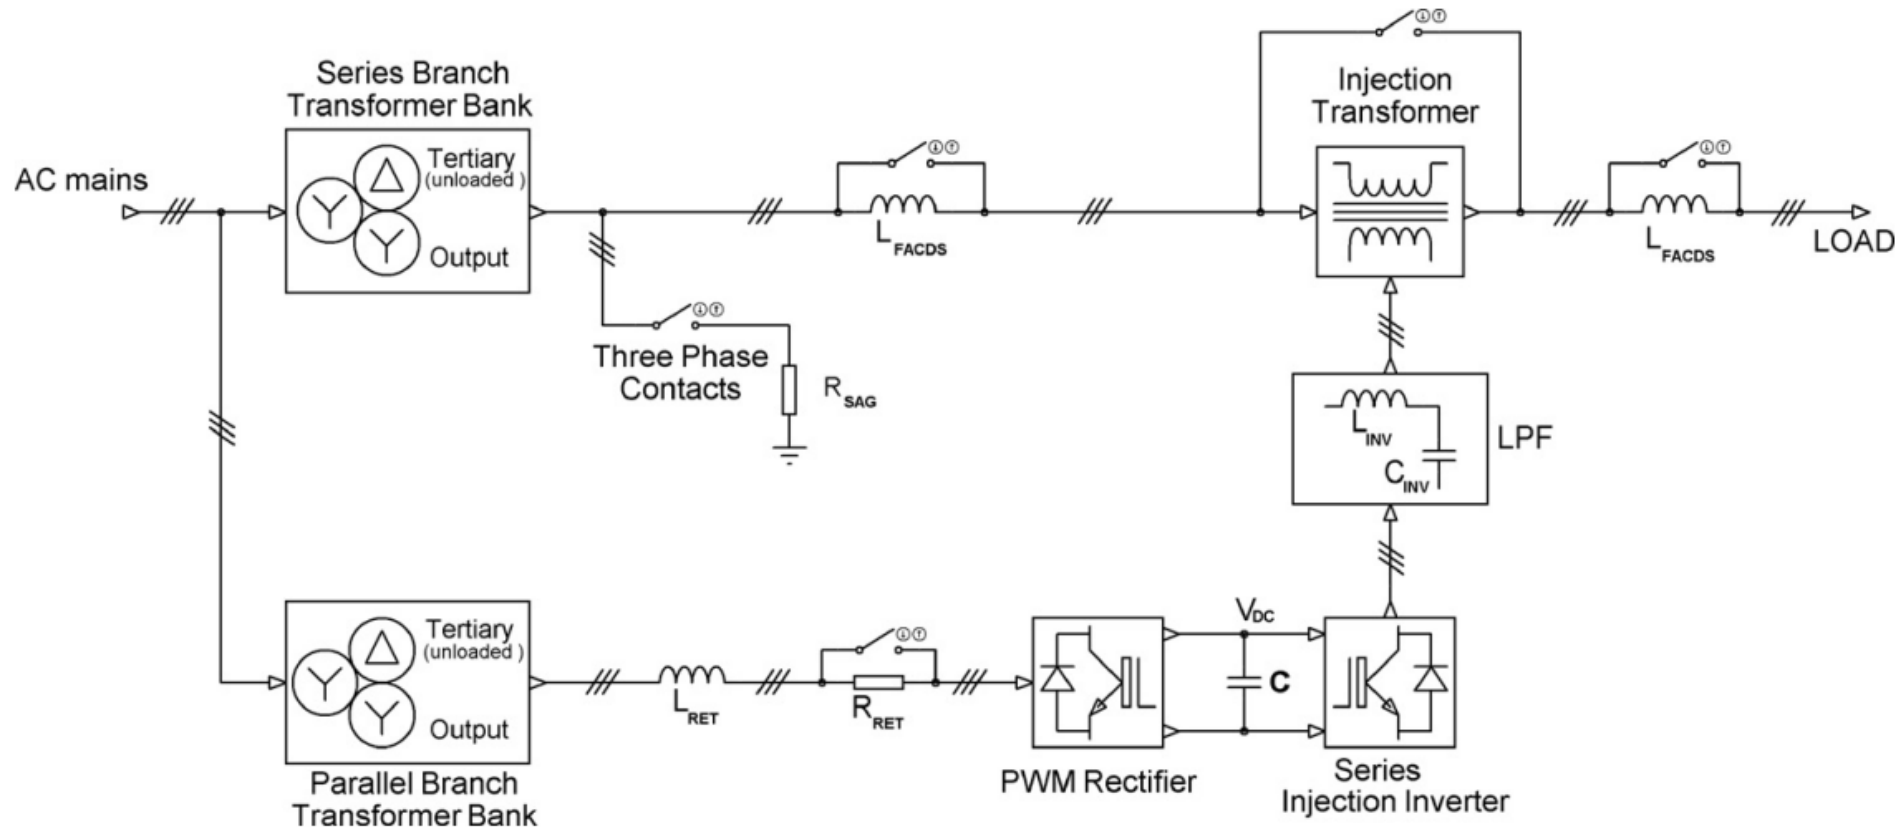 Series Branch
Transformer Bank
Tertiary
(unloaded )
Output
AC mains
Injection
Transformer
L FACDS
L FACDS
LOAD
Three Phase
Contacts
R SAG
L INV
C INV
LPF
Tertiary
(unloaded )
Output
Parallel Branch
Transformer Bank
L RET
R RET
PWM Rectifier
V DC
C
Series
Injection Inverter